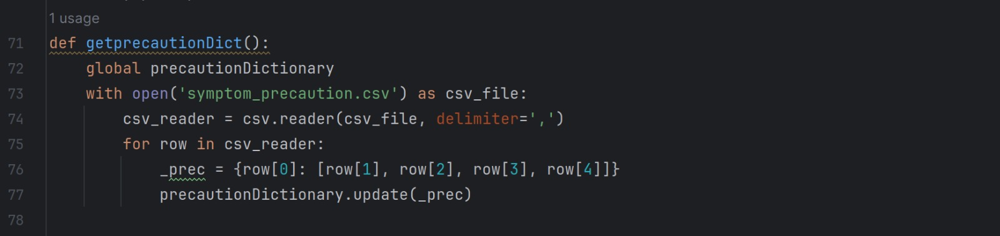 1 usage
71 def getprecautionDict():
72     global precautionDictionary
73     with open('symptom_precaution.csv') as csv_file:
74         csv_reader = csv.reader(csv_file, delimiter=',')
75         for row in csv_reader:
76             _prec = {row[0]: [row[1], row[2], row[3], row[4]]}
77             precautionDictionary.update(_prec)
78